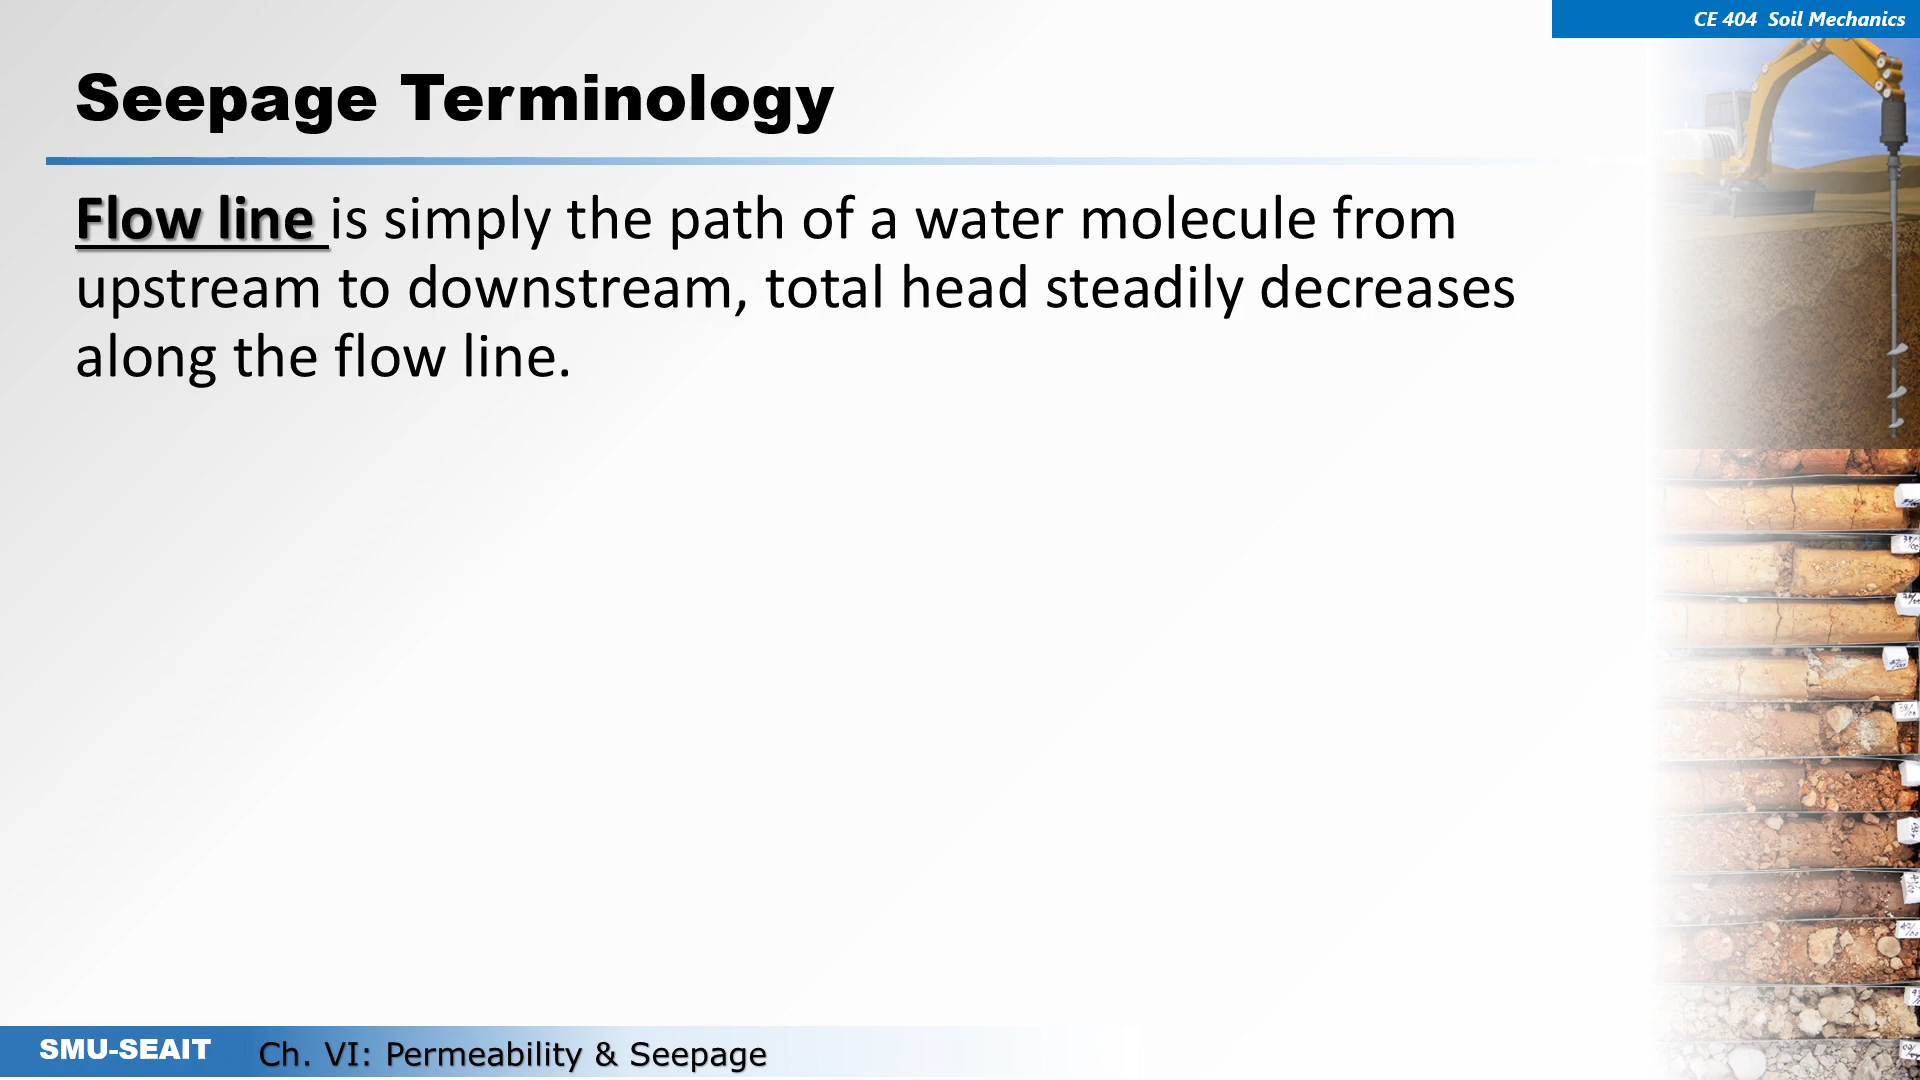 CE 404 Soil Mechanics
Seepage Terminology
Flow line is simply the path of a water molecule from
upstream to downstream, total head steadily decreases
along the flow line.
SMU-SEAIT
Ch. VI: Permeability & Seepage